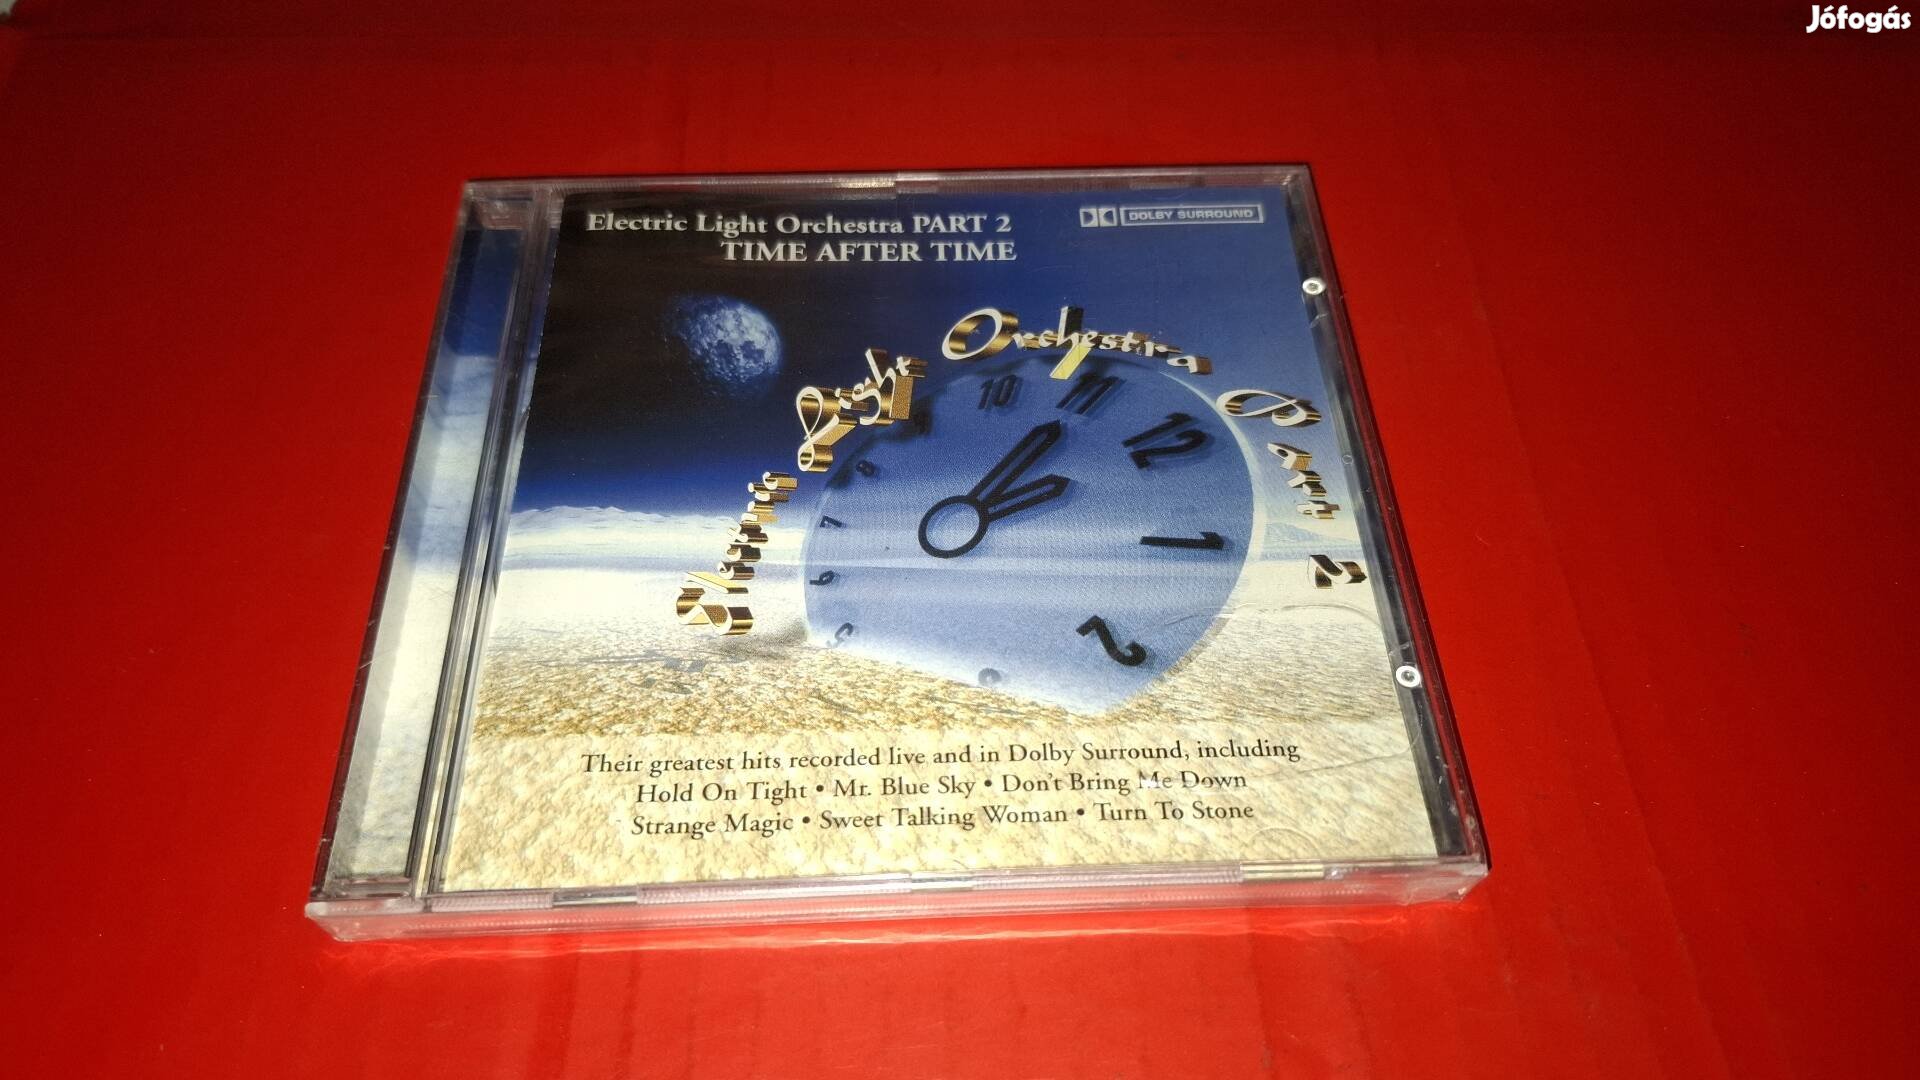 Jófogás
Electric Light Orchestra PART 2
TIME AFTER TIME
DOLBY SURROUND
Electric Light Orchestra Part 2
10 11 12
8
7
1
6
5
2
Their greatest hits recorded live and in Dolby Surround, including
Hold On Tight • Mr. Blue Sky • Don't Bring Me Down
Strange Magic • Sweet Talking Woman • Turn To Stone